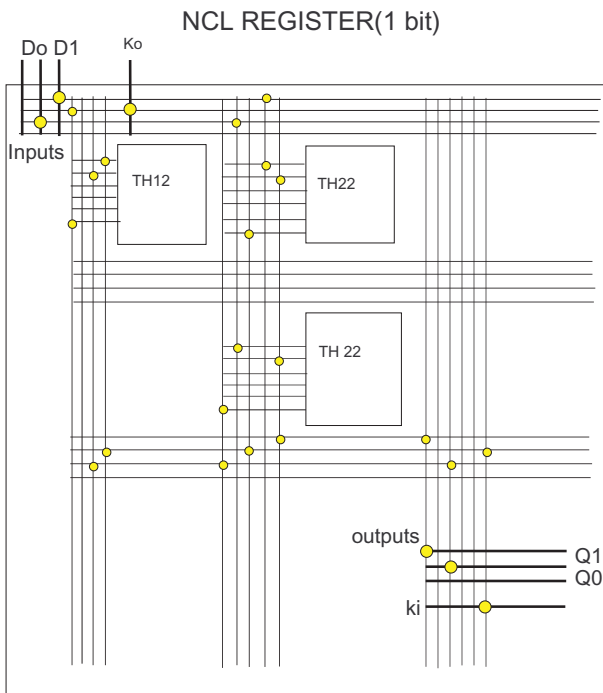 NCL REGISTER(1 bit)
Do D1 Ko
Inputs
TH12
TH22
TH 22
outputs
Q1
Q0
ki